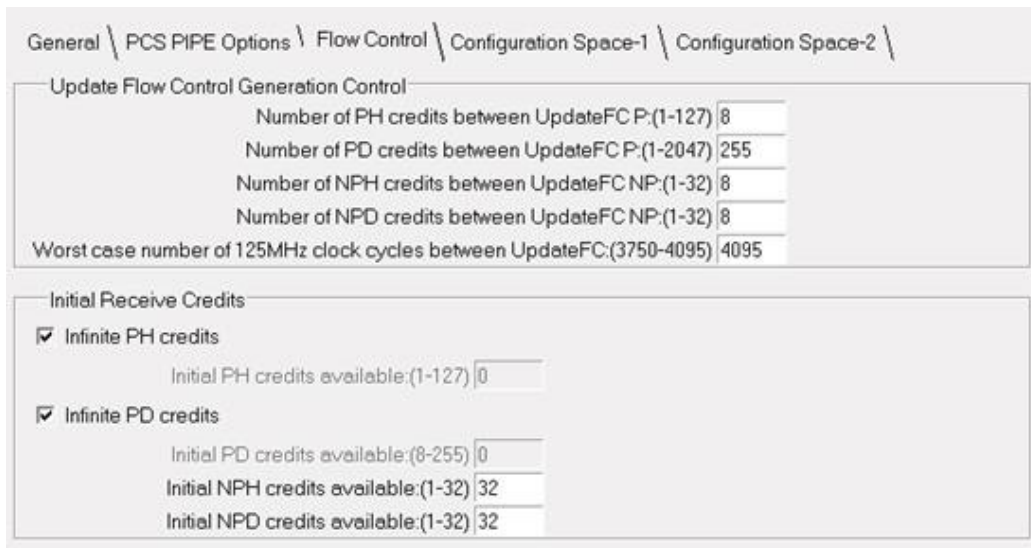 General \ PCS PIPE Options \ Flow Control \ Configuration Space-1 \ Configuration Space-2 \
Update Flow Control Generation Control
Number of PH credits between UpdateFC P:(1-127) 8
Number of PD credits between UpdateFC P:(1-2047) 255
Number of NPH credits between UpdateFC NP:(1-32) 8
Number of NPD credits between UpdateFC NP:(1-32) 8
Worst case number of 125MHz clock cycles between UpdateFC:(3750-4095) 4095
Initial Receive Credits
Infinite PH credits
Initial PH credits available:(1-127) 0
Infinite PD credits
Initial PD credits available:(8-255) 0
Initial NPH credits available:(1-32) 32
Initial NPD credits available:(1-32) 32